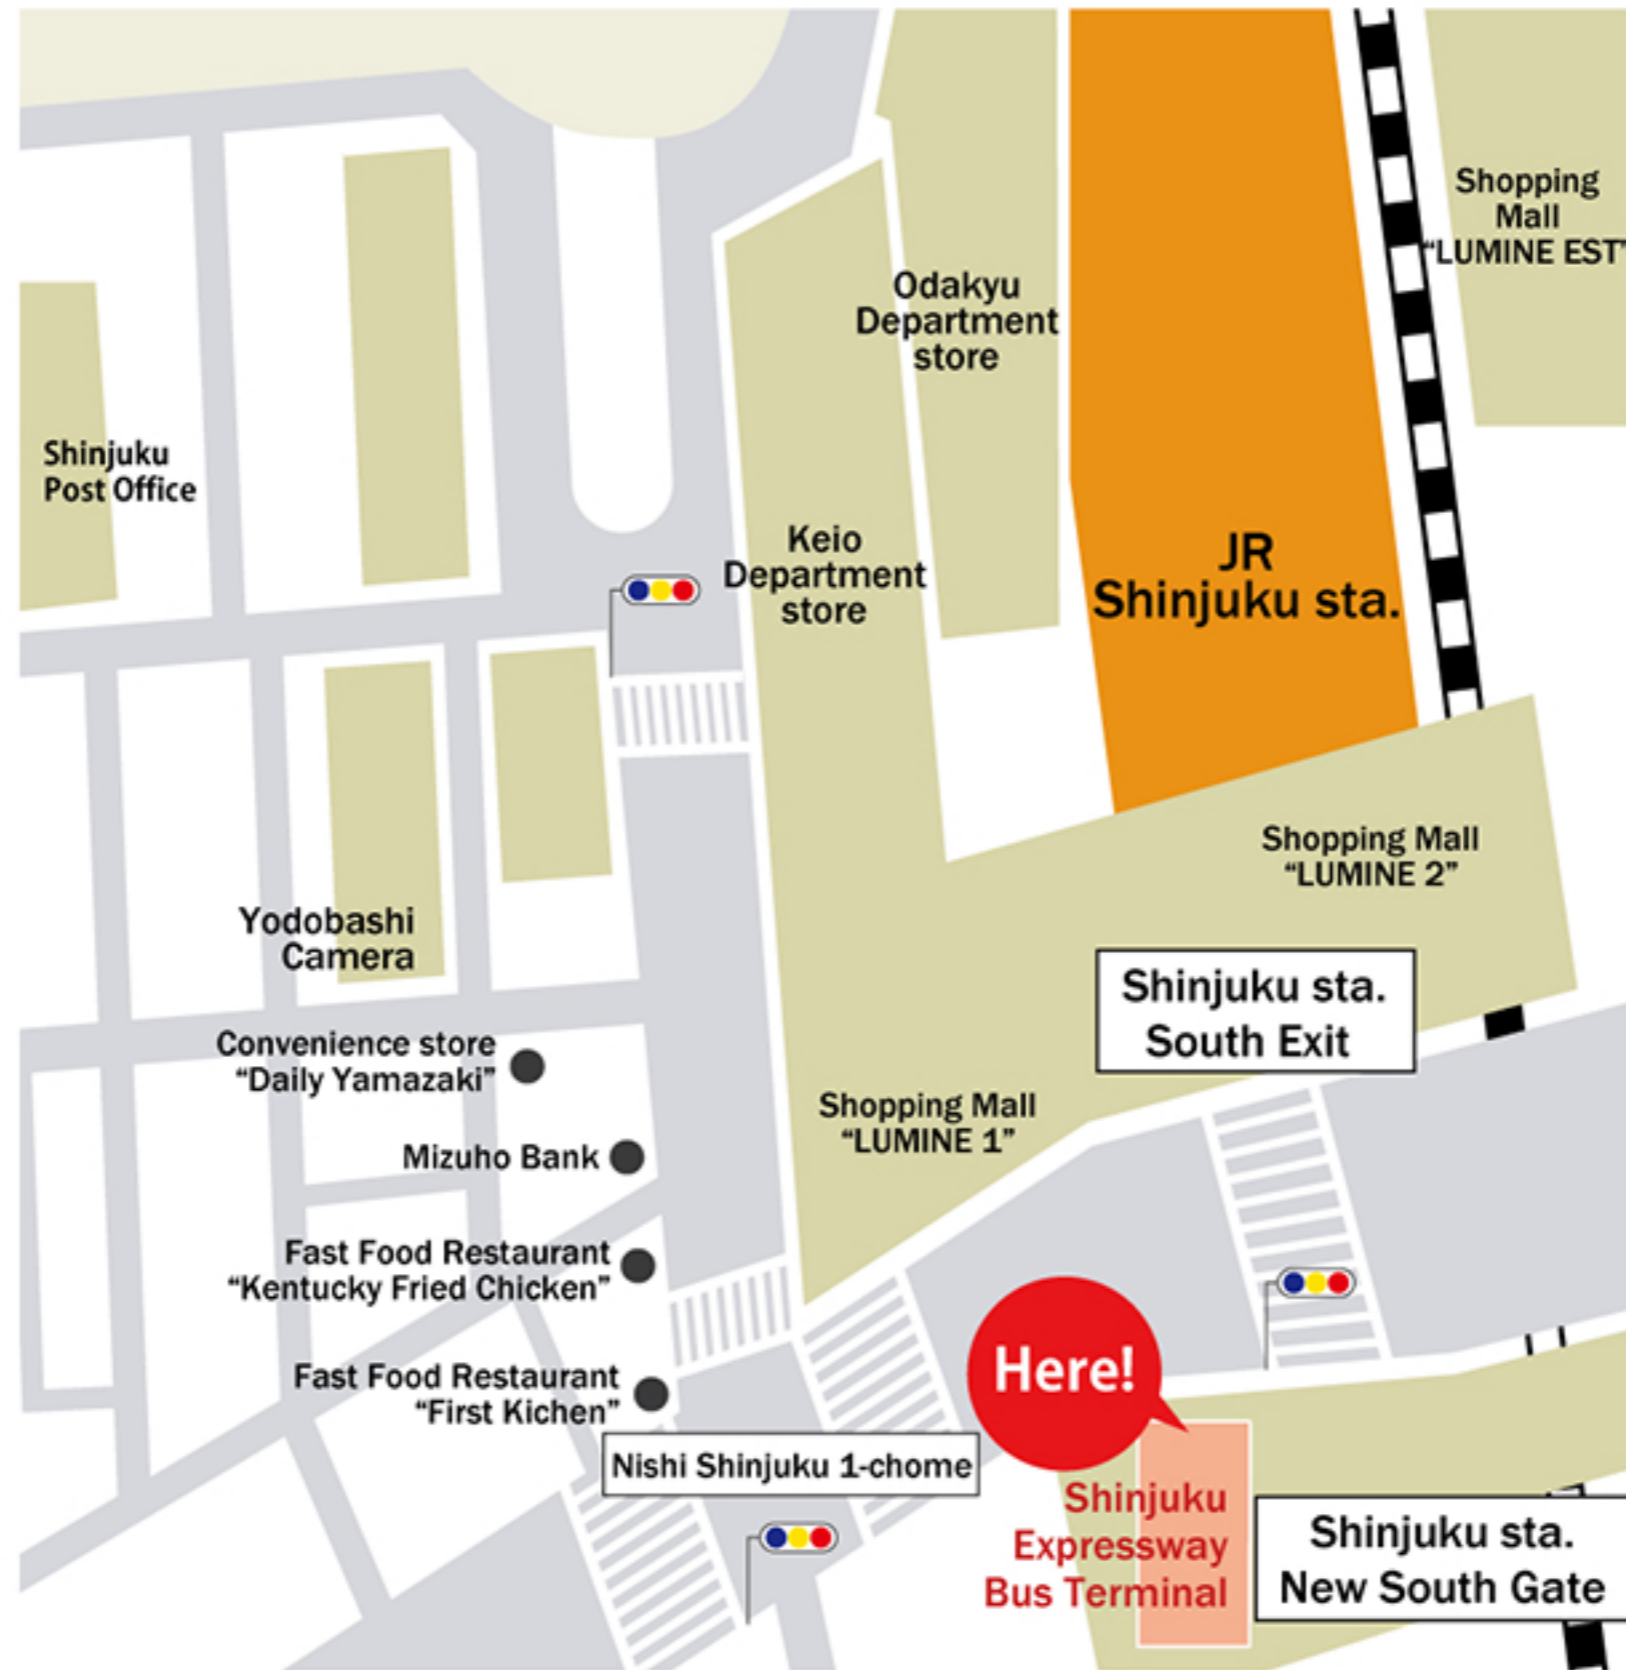 Shopping
Mall
“LUMINE EST”
Odakyu
Department
store
Shinjuku
Post Office
Keio
Department
store
JR
Shinjuku sta.
Shopping Mall
“LUMINE 2”
Yodobashi
Camera
Shinjuku sta.
South Exit
Convenience store
“Daily Yamazaki”
Shopping Mall
“LUMINE 1”
Mizuho Bank
Fast Food Restaurant
“Kentucky Fried Chicken”
Here!
Fast Food Restaurant
“First Kichen”
Nishi Shinjuku 1-chome
Shinjuku
Expressway
Bus Terminal
Shinjuku sta.
New South Gate